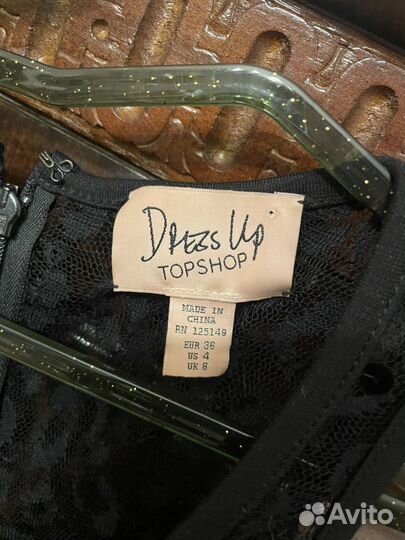 DRESS UP
TOPSHOP
MADE IN
CHINA
RN 125149
EUR 36
US 4
UK 8
Avito